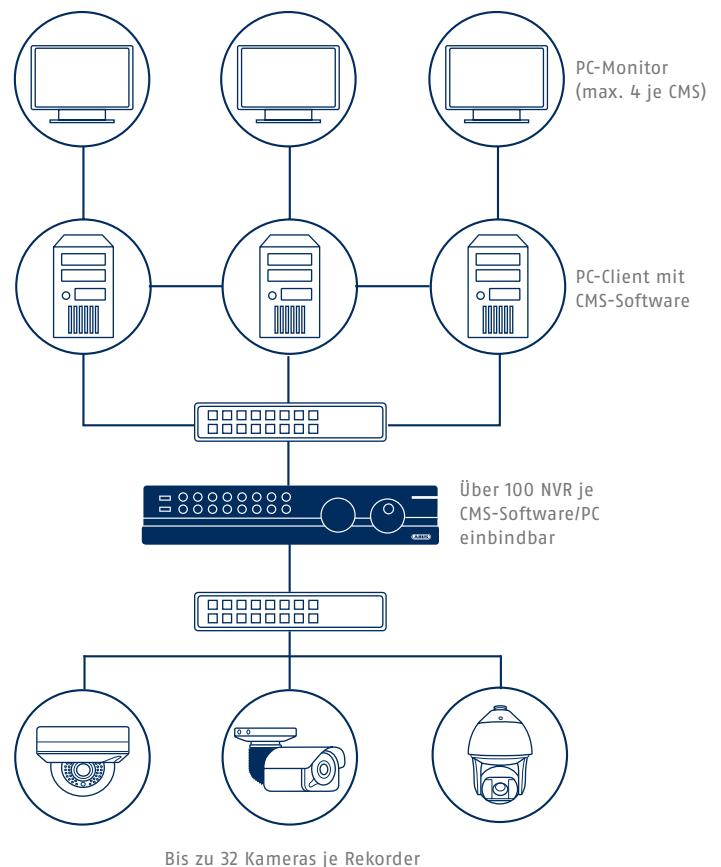 PC-Monitor
(max. 4 je CMS)
PC-Client mit
CMS-Software
Über 100 NVR je
CMS-Software/PC
einbindbar
ABUS
Bis zu 32 Kameras je Rekorder